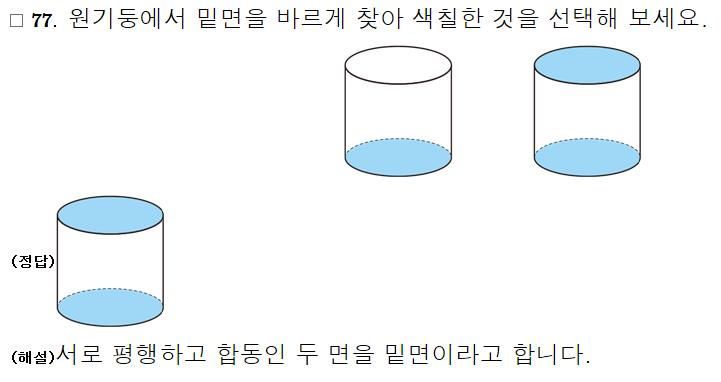 □ 77. 원기둥에서 밑면을 바르게 찾아 색칠한 것을 선택해 보세요.
(정답)
(해설)서로 평행하고 합동인 두 면을 밑면이라고 합니다.